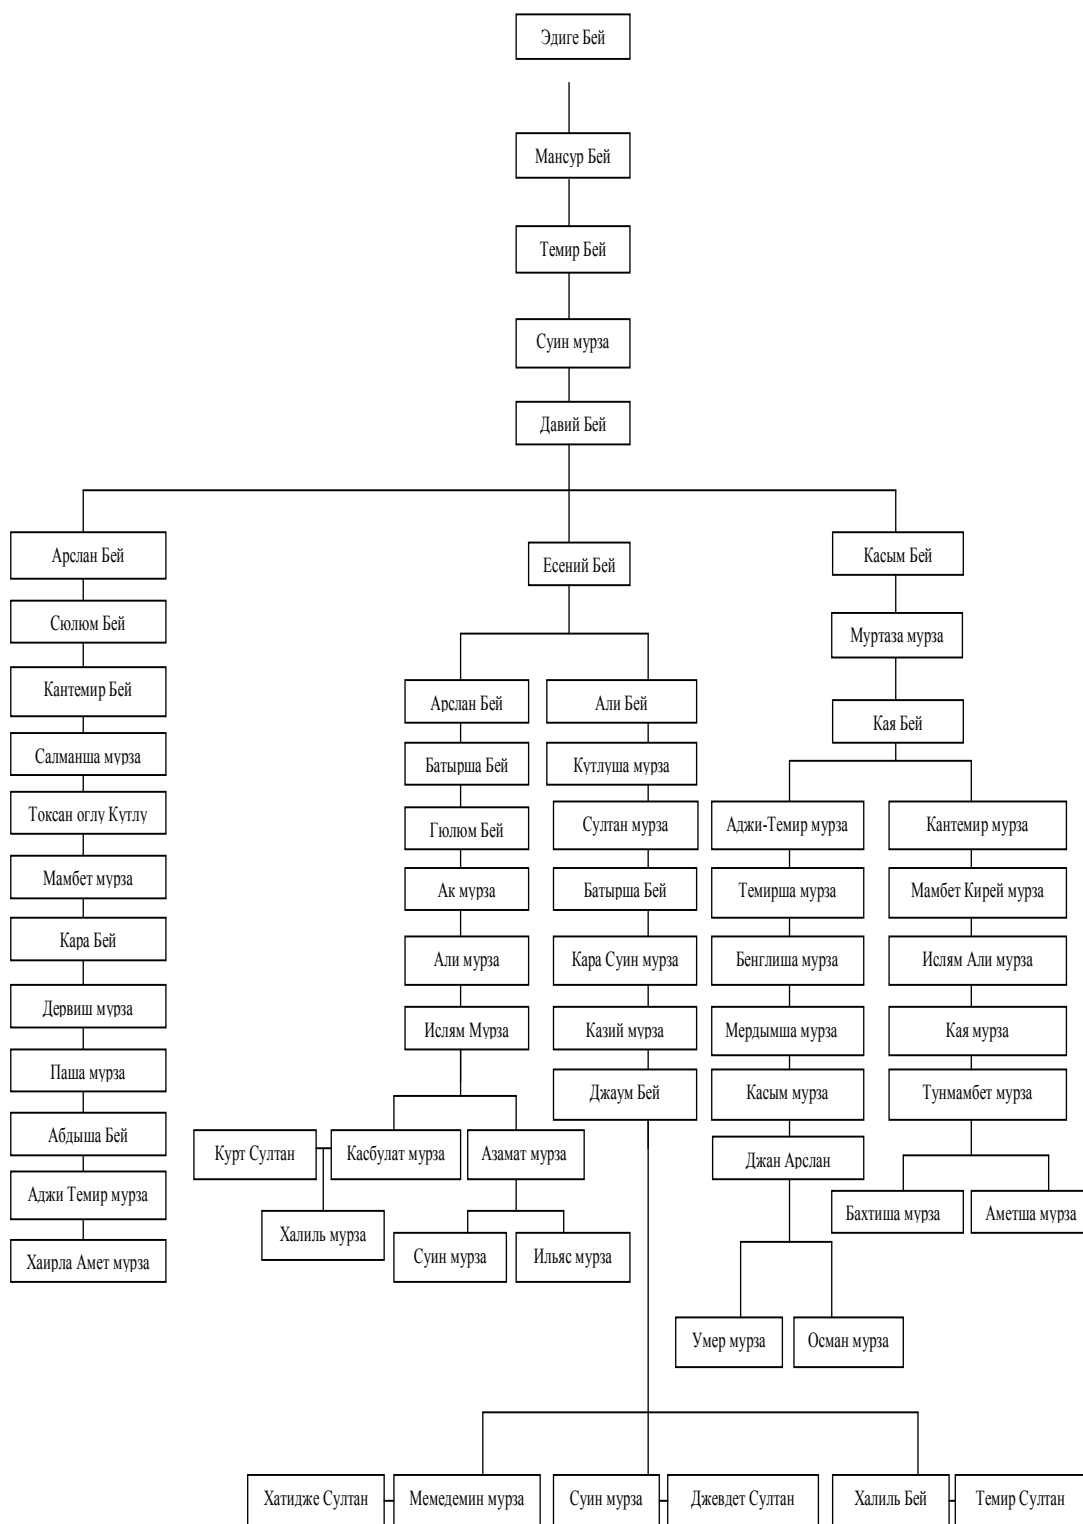 Эдиге Бей
Мансур Бей
Темир Бей
Суин мурза
Давий Бей
Арслан Бей
Есений Бей
Касым Бей
Сюлюм Бей
Муртаза мурза
Кантемир Бей
Арслан Бей
Али Бей
Кая Бей
Салманша мурза
Батырша Бей
Кутлуша мурза
Токсан оглу Кутлу
Гюлюм Бей
Султан мурза
Аджи-Темир мурза
Кантемир мурза
Мамбет мурза
Ак мурза
Батырша Бей
Темирша мурза
Мамбет Кирей мурза
Кара Бей
Али мурза
Кара Суин мурза
Бенглиша мурза
Ислям Али мурза
Дервиш мурза
Ислям Мурза
Казий мурза
Мердымша мурза
Кая мурза
Паша мурза
Джаум Бей
Касым мурза
Тунмамбет мурза
Абдыша Бей
Курт Султан
Касбулат мурза
Азамат мурза
Джан Арслан
Аджи Темир мурза
Халиль мурза
Бахтиша мурза
Аметша мурза
Хаирла Амет мурза
Суин мурза
Ильяс мурза
Умер мурза
Осман мурза
Хатидже Султан
Мемедемин мурза
Суин мурза
Джевдет Султан
Халиль Бей
Темир Султан